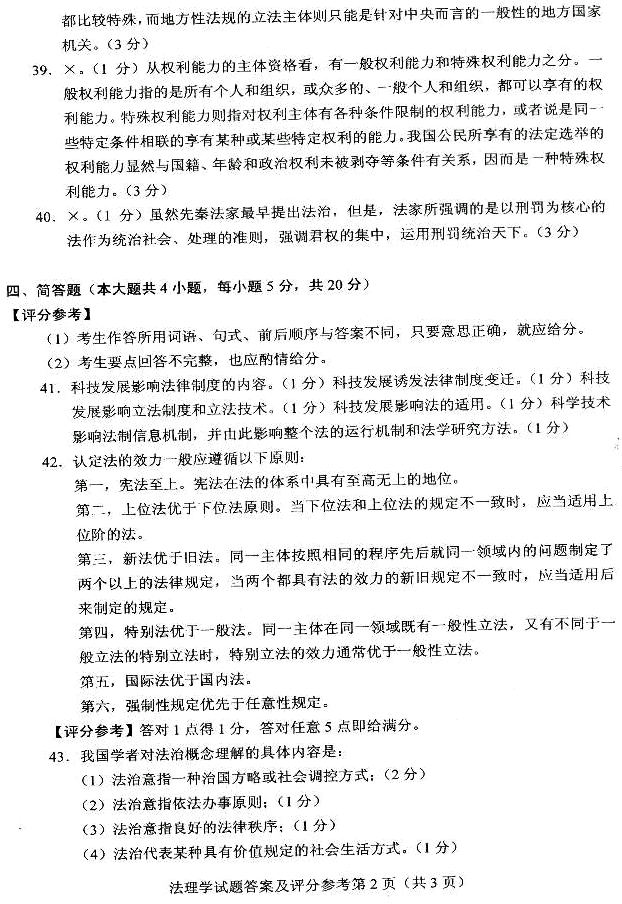 都比较特殊，而地方性法规的立法主体则只能是针对中央而言的一般性的地方国家
机关。（3 分）
39．×。（1 分）从权利能力的主体资格看，有一般权利能力和特殊权利能力之分。一
般权利能力指的是所有个人和组织，或众多的、一般个人和组织，都可以享有的权
利能力。特殊权利能力则指对权利主体有各种条件限制的权利能力，或者说是同一
些特定条件相联的享有某种或某些特定权利的能力。我国公民所享有的法定选举的
权利能力显然与国籍、年龄和政治权利未被剥夺等条件有关系，因而是一种特殊权
利能力。（3 分）
40．×。（1 分）虽然先秦法家最早提出法治，但是，法家所强调的是以刑罚为核心的
法作为统治社会、处理的准则，强调君权的集中，运用刑罚统治天下。（3 分）
四、简答题（本大题共 4 小题，每小题 5 分，共 20 分）
【评分参考】
（1）考生作答所用词语、句式、前后顺序与答案不同，只要意思正确，就应给分。
（2）考生要点回答不完整，也应酌情给分。
41．科技发展影响法律制度的内容。（1 分）科技发展诱发法律制度变迁。（1 分）科技
发展影响立法制度和立法技术。（1 分）科技发展影响法的适用。（1 分）科学技术
影响法制信息机制，并由此影响整个法的运行机制和法学研究方法。（1 分）
42．认定法的效力一般应遵循以下原则：
第一，宪法至上。宪法在法的体系中具有至高无上的地位。
第二，上位法优于下位法原则。当下位法和上位法的规定不一致时，应当适用上
位阶的法。
第三，新法优于旧法。同一主体按照相同的程序先后就同一领域内的问题制定了
两个以上的法律规定，当两个都具有法的效力的新旧规定不一致时，应当适用后
来制定的规定。
第四，特别法优于一般法。同一主体在同一领域既有一般性立法，又有不同于一
般立法的特别立法时，特别立法的效力通常优于一般性立法。
第五，国际法优于国内法。
第六，强制性规定优先于任意性规定。
【评分参考】答对 1 点得 1 分，答对任意 5 点即给满分。
43．我国学者对法治概念理解的具体内容是：
（1）法治意指一种治国方略或社会调控方式；（2 分）
（2）法治意指依法办事原则；（1 分）
（3）法治意指良好的法律秩序；（1 分）
（4）法治代表某种具有价值规定的社会生活方式。（1 分）
法理学试题答案及评分参考第 2 页（共 3 页）